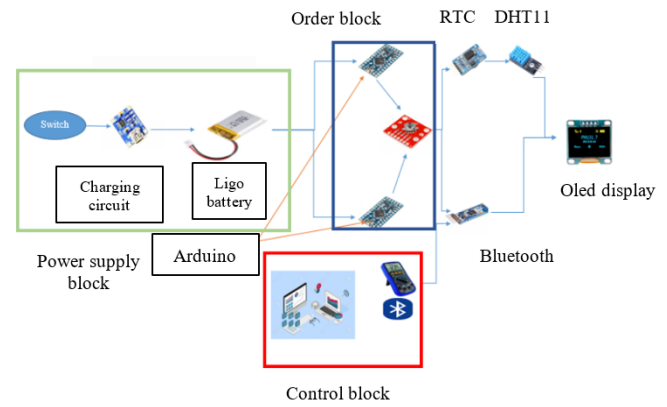 Order block
RTC
DHT11
Switch
Charging
circuit
Ligo
battery
Oled display
Power supply
block
Arduino
Bluetooth
Control block